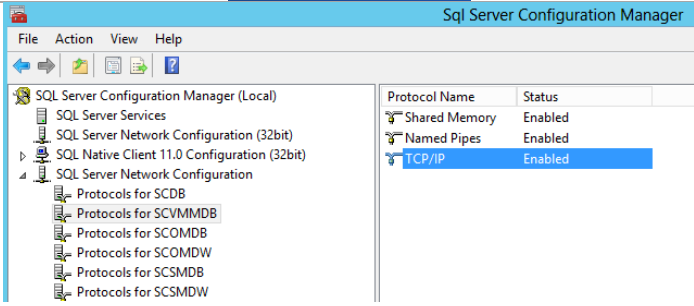 Sql Server Configuration Manager
File Action View Help
SQL Server Configuration Manager (Local)
SQL Server Services
SQL Server Network Configuration (32bit)
SQL Native Client 11.0 Configuration (32bit)
SQL Server Network Configuration
Protocols for SCDB
Protocols for SCVMMDB
Protocols for SCOMDB
Protocols for SCOMDW
Protocols for SCSMDB
Protocols for SCSMDW
Protocol Name Status
Shared Memory Enabled
Named Pipes Enabled
TCP/IP Enabled